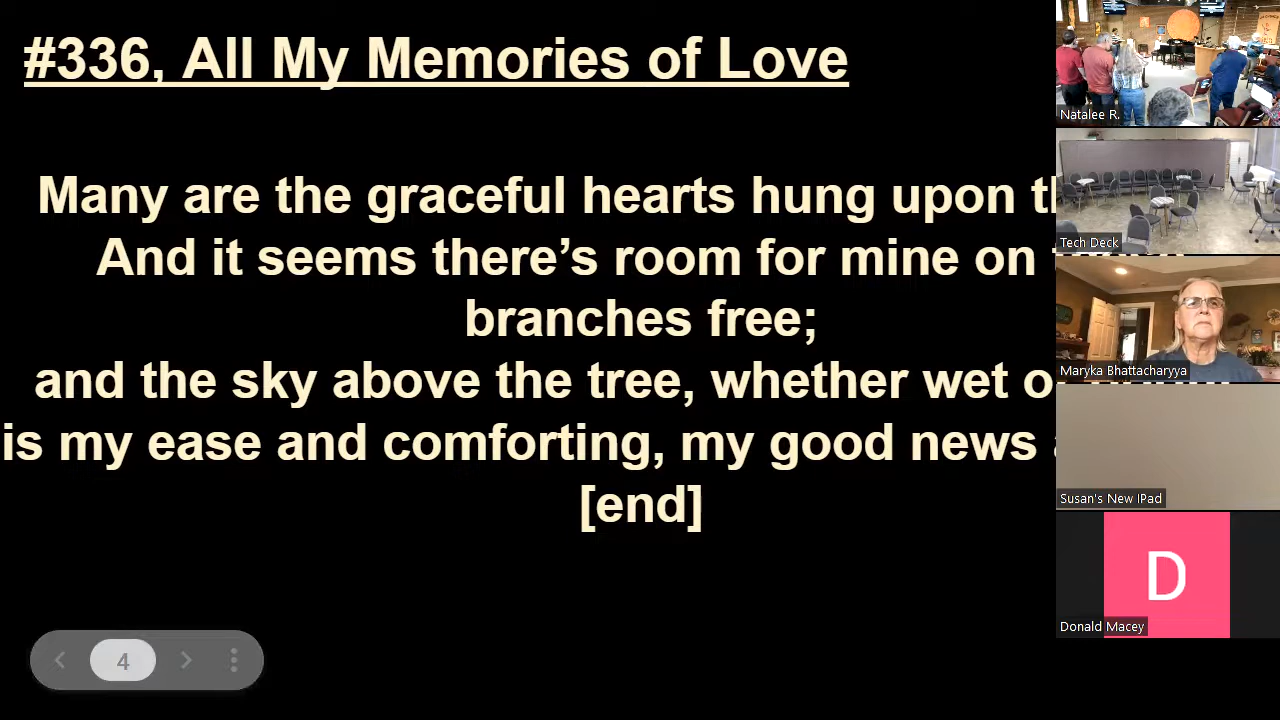 #336, All My Memories of Love
Many are the graceful hearts hung upon
And it seems there's room for mine on
branches free;
and the sky above the tree, whether wet
is my ease and comforting, my good news
[end]
4
Natalee R.
Tech Deck
Maryka Bhattacharyya
Susan's New IPad
D
Donald Macey